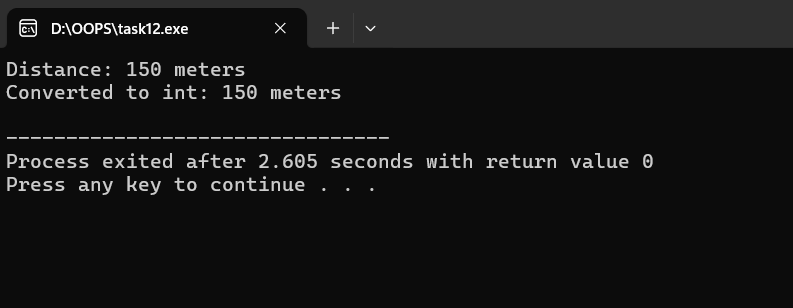 D:\OOPS\task12.exe
Distance: 150 meters
Converted to int: 150 meters
--------------------------------
Process exited after 2.605 seconds with return value 0
Press any key to continue . . .